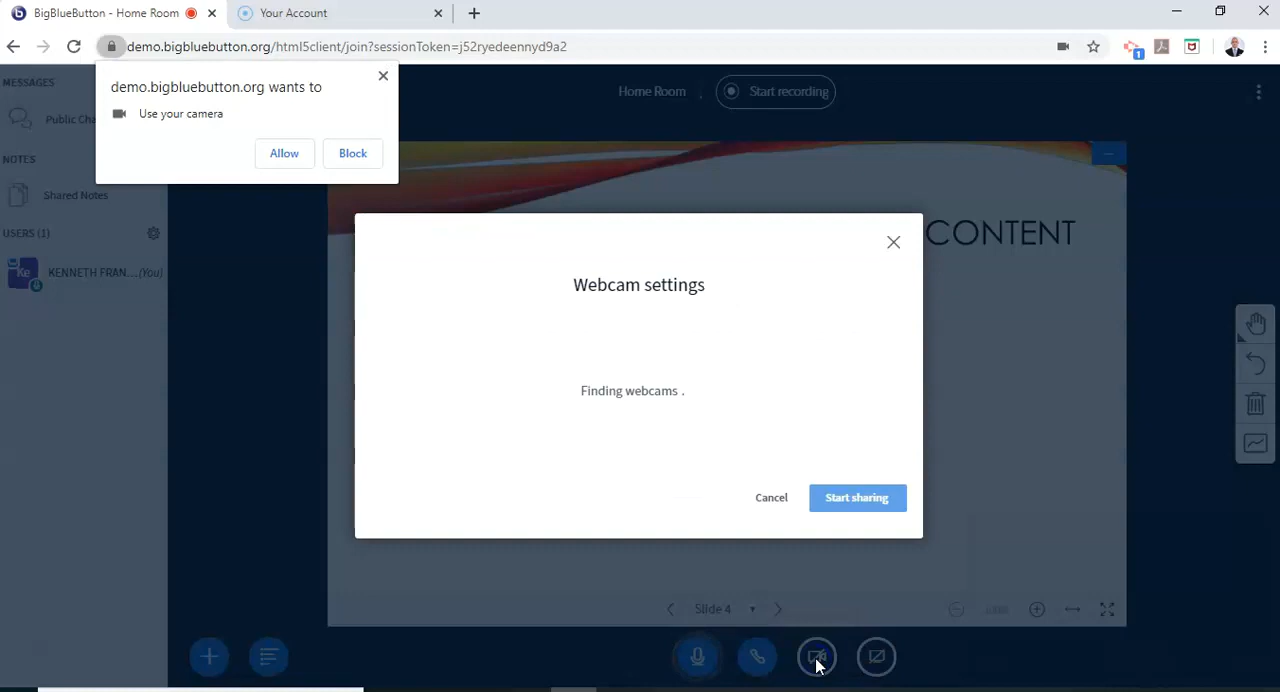 BigBlueButton - Home Room
Your Account
demo.bigbluebutton.org/html5client/join?sessionToken=j52ryedeennyd9a2
1
demo.bigbluebutton.org wants to
Use your camera
Allow
Block
MESSAGES
Public Cha
NOTES
Shared Notes
USERS (1)
Ke
KENNETH FRAN... (You)
Home Room
Start recording
CONTENT
Webcam settings
Finding webcams .
Cancel
Start sharing
Slide 4